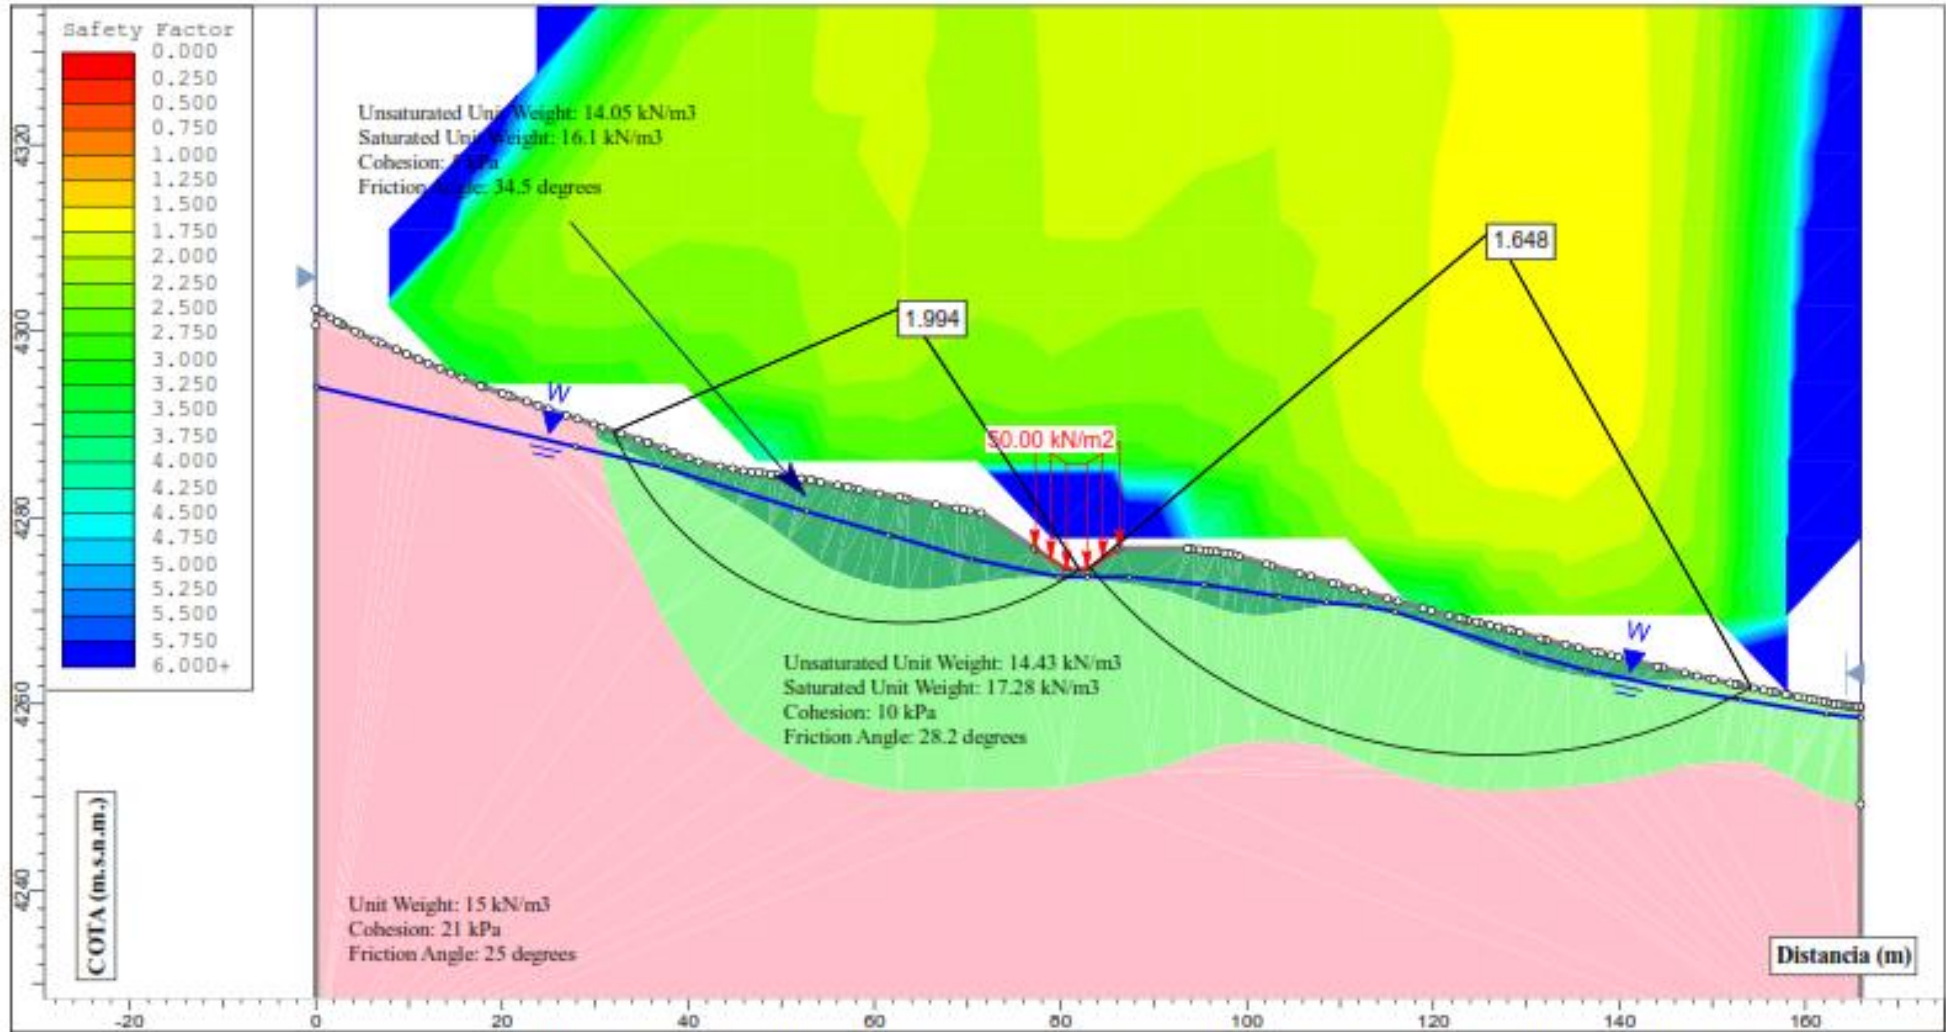 Safety Factor
0.000
0.250
0.500
0.750
1.000
1.250
1.500
1.750
2.000
2.250
2.500
2.750
3.000
3.250
3.500
3.750
4.000
4.250
4.500
4.750
5.000
5.250
5.500
5.750
6.000+
Unsaturated Unit Weight: 14.05 kN/m3
Saturated Unit Weight: 16.1 kN/m3
Cohesion: kPa
Friction Angle: 34.5 degrees
1.994
1.648
W
50.00 kN/m2
W
Unsaturated Unit Weight: 14.43 kN/m3
Saturated Unit Weight: 17.28 kN/m3
Cohesion: 10 kPa
Friction Angle: 28.2 degrees
Unit Weight: 15 kN/m3
Cohesion: 21 kPa
Friction Angle: 25 degrees
COTA (m.s.n.m.)
Distancia (m)
4320
4300
4280
4260
4240
-20 0 20 40 60 80 100 120 140 160